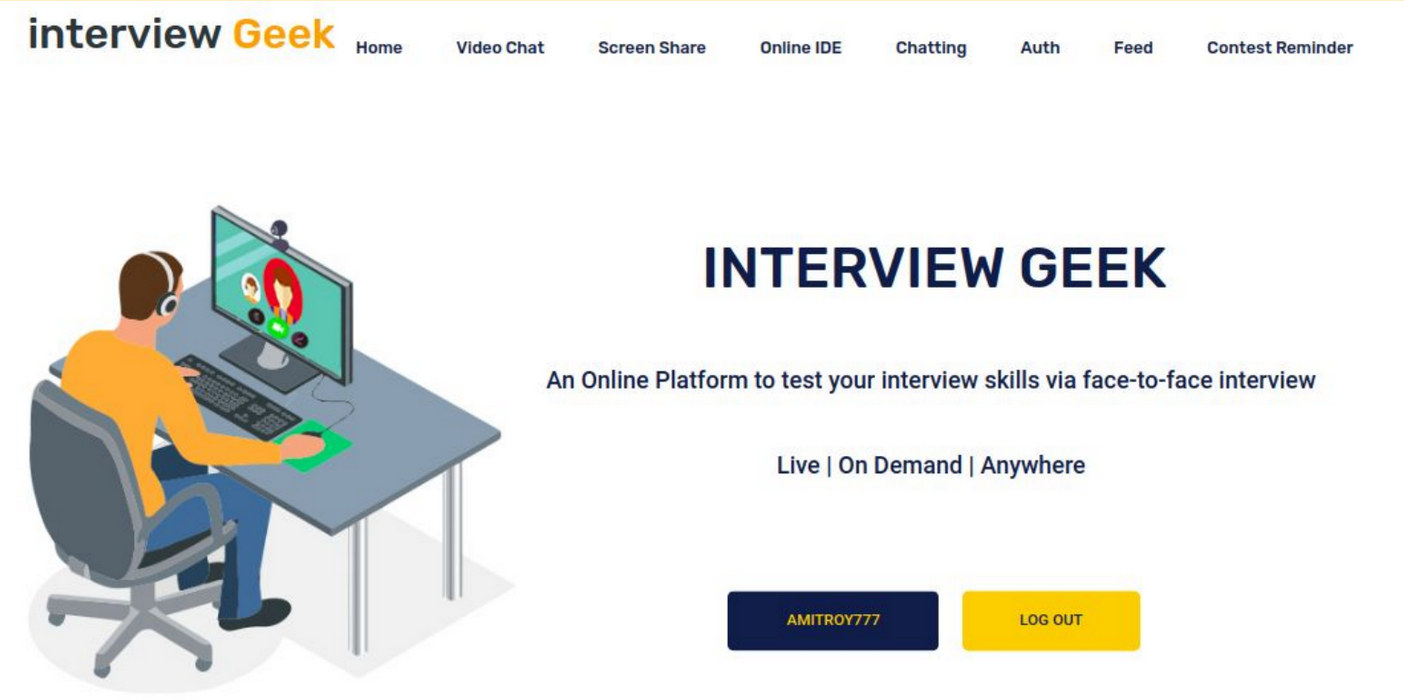 interview Geek
Home Video Chat Screen Share Online IDE Chatting Auth Feed Contest Reminder
INTERVIEW GEEK
An Online Platform to test your interview skills via face-to-face interview
Live | On Demand | Anywhere
AMITROY777 LOG OUT